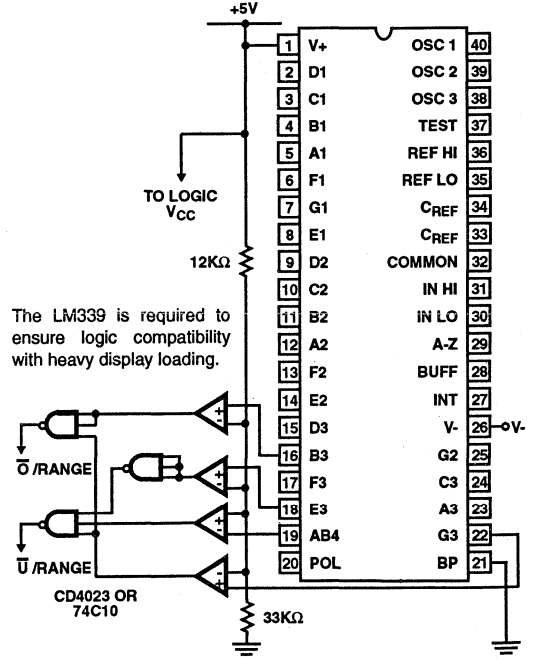 +5V
1 V+ OSC 1 40
2 D1 OSC 2 39
3 C1 OSC 3 38
4 B1 TEST 37
5 A1 REF HI 36
6 F1 REF LO 35
7 G1 CREF 34
8 E1 CREF 33
9 D2 COMMON 32
10 C2 IN HI 31
11 B2 IN LO 30
12 A2 A-Z 29
13 F2 BUFF 28
14 E2 INT 27
15 D3 V- 26 V-
16 B3 G2 25
17 F3 C3 24
18 E3 A3 23
19 AB4 G3 22
20 POL BP 21
TO LOGIC
VCC
12KΩ
The LM339 is required to
ensure logic compatibility
with heavy display loading.
+
-
+
-
+
-
-
+
O̅ /RANGE
U̅ /RANGE
CD4023 OR
74C10
33KΩ